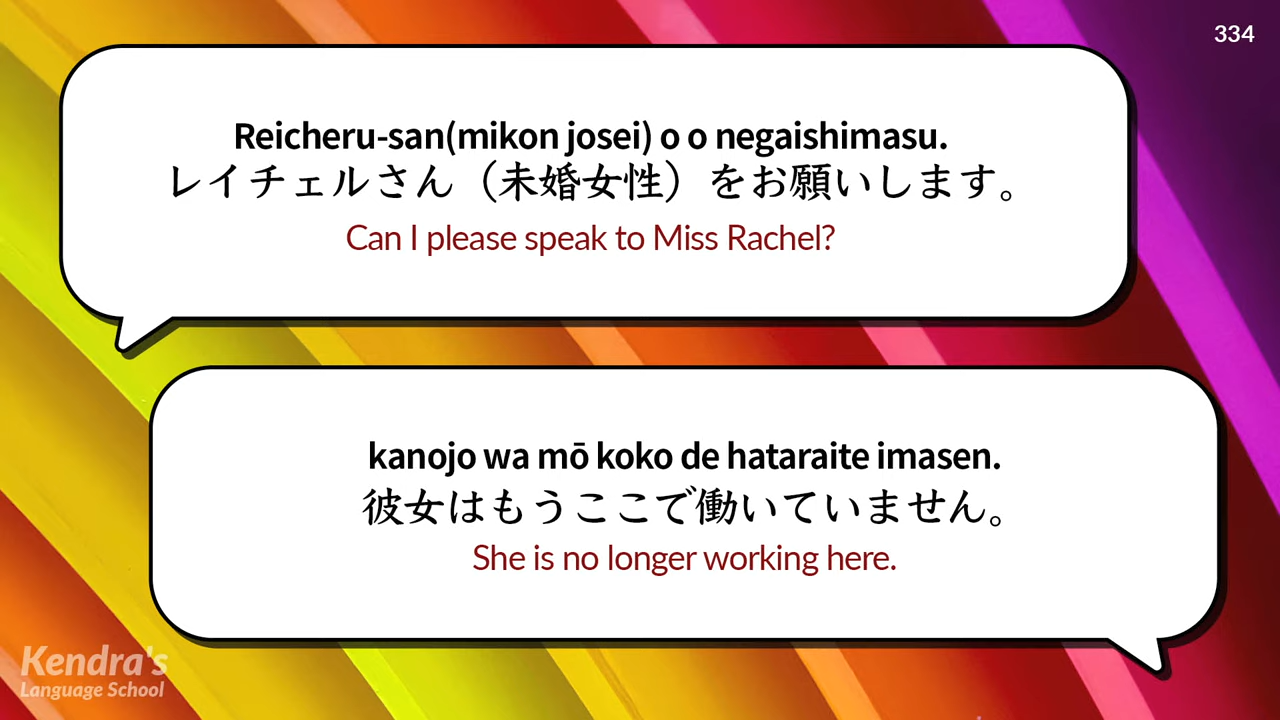 334
Reicheru-san(mikon josei) o o negaishimasu.
レイチェルさん（未婚女性）をお願いします。
Can I please speak to Miss Rachel?
kanojo wa mō koko de hataraite imasen.
彼女はもうここで働いていません。
She is no longer working here.
Kendra's
Language School